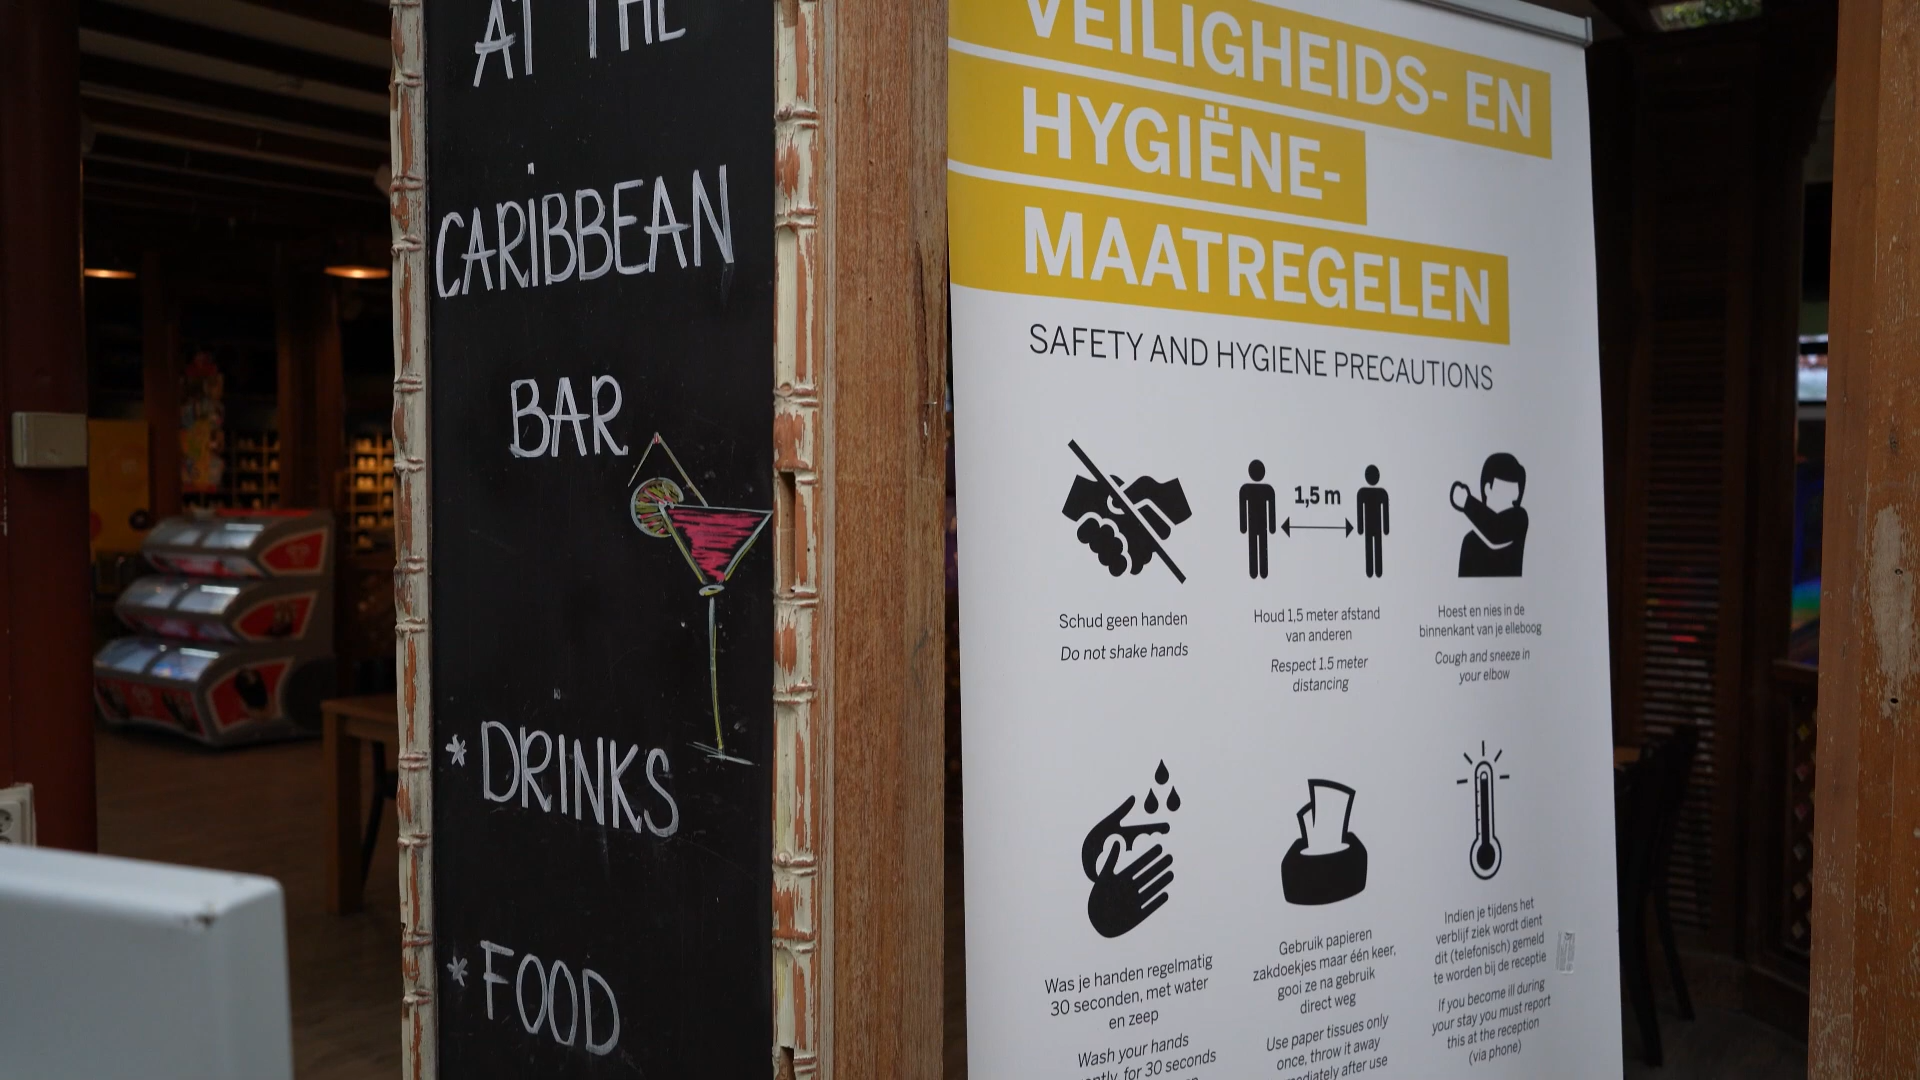 AT THE
CARIBBEAN
BAR
* DRINKS
* FOOD
VEILIGHEIDS- EN
HYGIËNE-
MAATREGELEN
SAFETY AND HYGIENE PRECAUTIONS
Schud geen handen
Do not shake hands
1,5 m
Houd 1,5 meter afstand
van anderen
Respect 1.5 meter
distancing
Hoest en nies in de
binnenkant van je elleboog
Cough and sneeze in
your elbow
Was je handen regelmatig
30 seconden, met water
en zeep
Wash your hands
for 30 seconds
Gebruik papieren
zakdoekjes maar één keer,
gooi ze na gebruik
direct weg
Use paper tissues only
once, throw it away
after use
Indien je tijdens het
verblijf ziek wordt dient
dit (telefonisch) gemeld
te worden bij de receptie
If you become ill during
your stay you must report
this at the reception
(via phone)